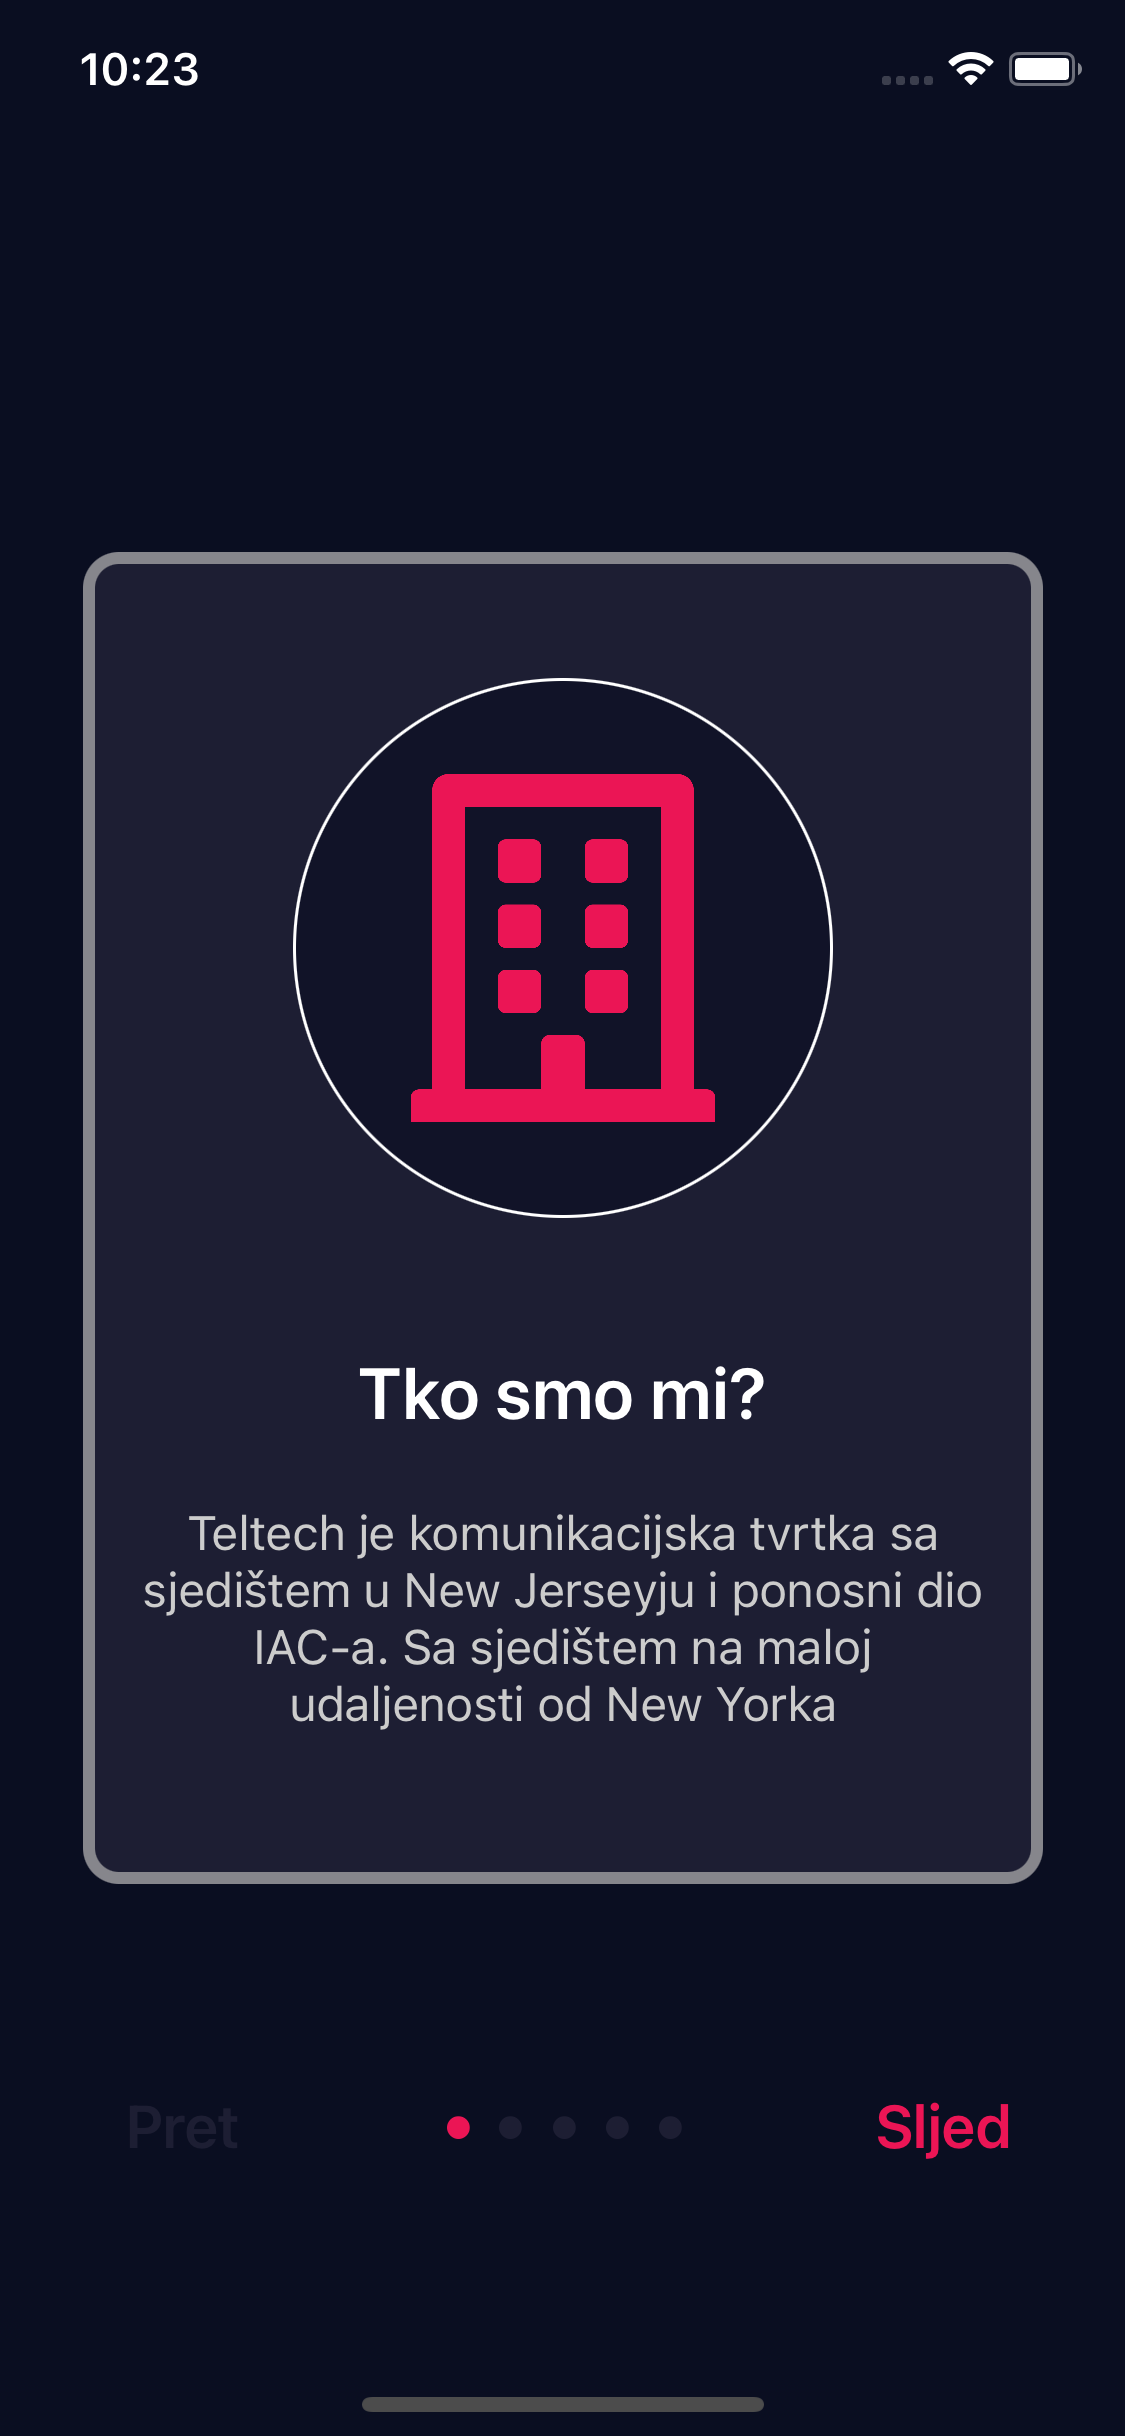 10:23
Tko smo mi?
Teltech je komunikacijska tvrtka sa
sjedištem u New Jerseyju i ponosni dio
IAC-a. Sa sjedištem na maloj
udaljenosti od New Yorka
Pret
Sljed